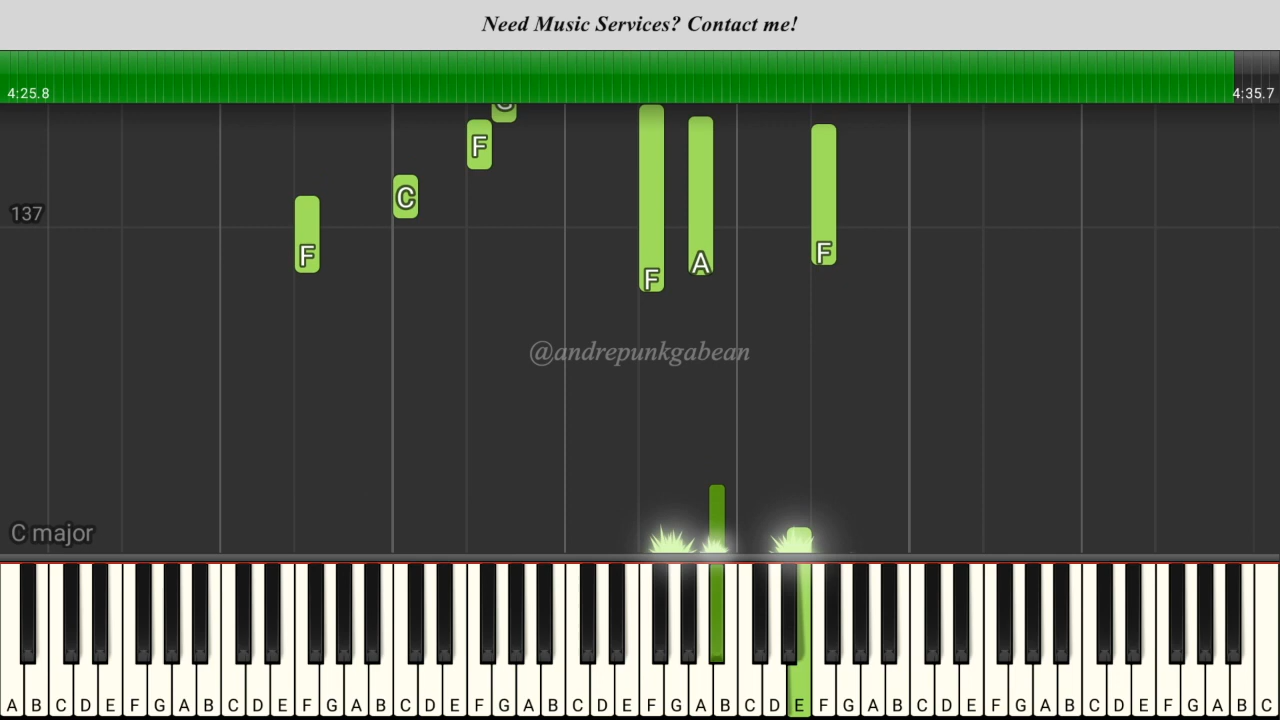 Need Music Services? Contact me!
4:25.8
4:35.7
G
F
C
F
137
F
A
F
F
@andrepunkgabean
C major
A B C D E F G A B C D E F G A B C D E F G A B C D E F G A B C D E F G A B C D E F G A B C D E F G A B C